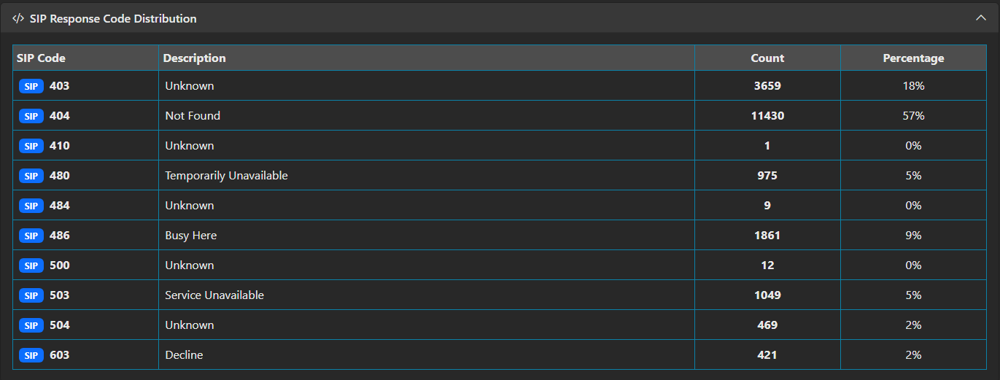 </> SIP Response Code Distribution
SIP Code Description Count Percentage
SIP 403 Unknown 3659 18%
SIP 404 Not Found 11430 57%
SIP 410 Unknown 1 0%
SIP 480 Temporarily Unavailable 975 5%
SIP 484 Unknown 9 0%
SIP 486 Busy Here 1861 9%
SIP 500 Unknown 12 0%
SIP 503 Service Unavailable 1049 5%
SIP 504 Unknown 469 2%
SIP 603 Decline 421 2%